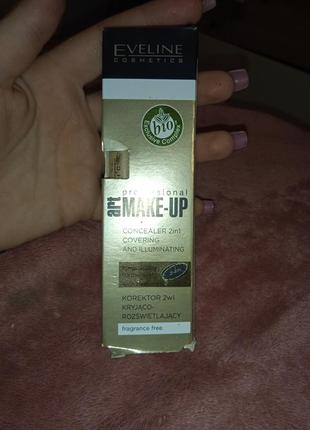 EVELINE
COSMETICS
bio
Exclusive Complex
art
professional
MAKE-UP
CONCEALER 2in1
COVERING
AND ILLUMINATING
KOREKTOR 2w1
KRYJĄCO-
ROZŚWIETLAJĄCY
fragrance free